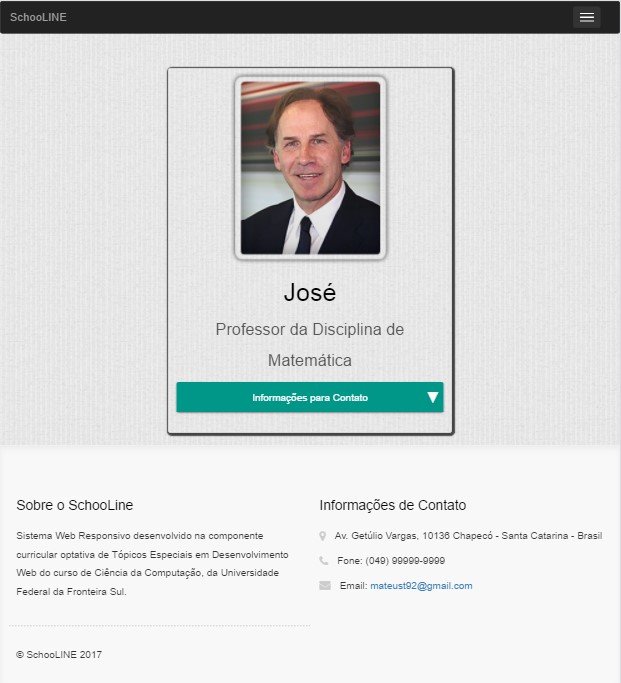 SchooLINE
José
Professor da Disciplina de
Matemática
Informações para Contato
Sobre o SchooLine
Sistema Web Responsivo desenvolvido na componente
curricular optativa de Tópicos Especiais em Desenvolvimento
Web do curso de Ciência da Computação, da Universidade
Federal da Fronteira Sul.
© SchooLINE 2017
Informações de Contato
Av. Getúlio Vargas, 10136 Chapecó - Santa Catarina - Brasil
Fone: (049) 99999-9999
Email: mateust92@gmail.com